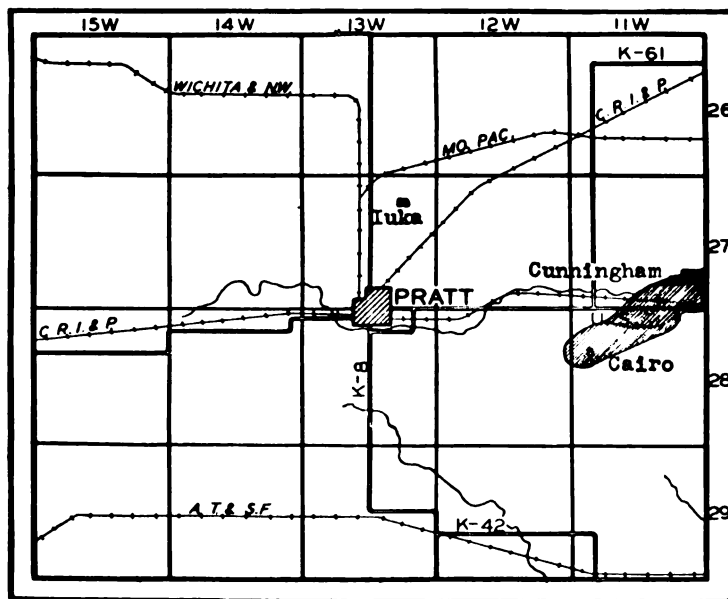 15W 14W 13W 12W 11W
K-61
WICHITA & NW.
C.R.I. & P.
26
MO. PAC.
Iuka
27
Cunningham
PRATT
C.R.I. & P.
Cairo
K-8
28
A.T. & S.F.
K-42
29